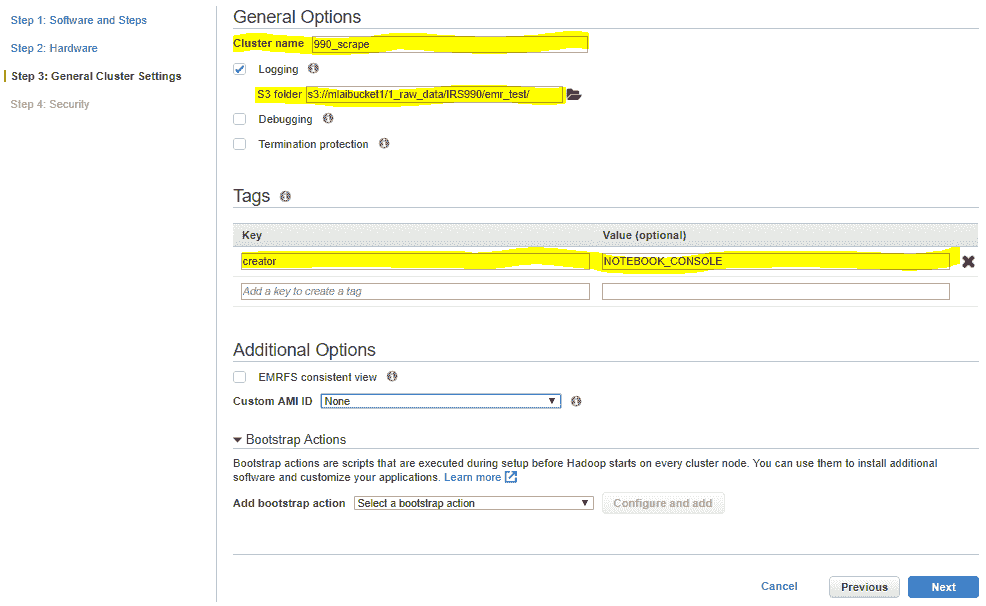 Step 1: Software and Steps
Step 2: Hardware
Step 3: General Cluster Settings
Step 4: Security
General Options
Cluster name 990_scrape
Logging
S3 folder s3://mlaibucket1/1_raw_data/IRS990/emr_test/
Debugging
Termination protection
Tags
Key Value (optional)
creator NOTEBOOK_CONSOLE
Add a key to create a tag
Additional Options
EMRFS consistent view
Custom AMI ID None
Bootstrap Actions
Bootstrap actions are scripts that are executed during setup before Hadoop starts on every cluster node. You can use them to install additional
software and customize your applications. Learn more
Add bootstrap action Select a bootstrap action Configure and add
Cancel Previous Next